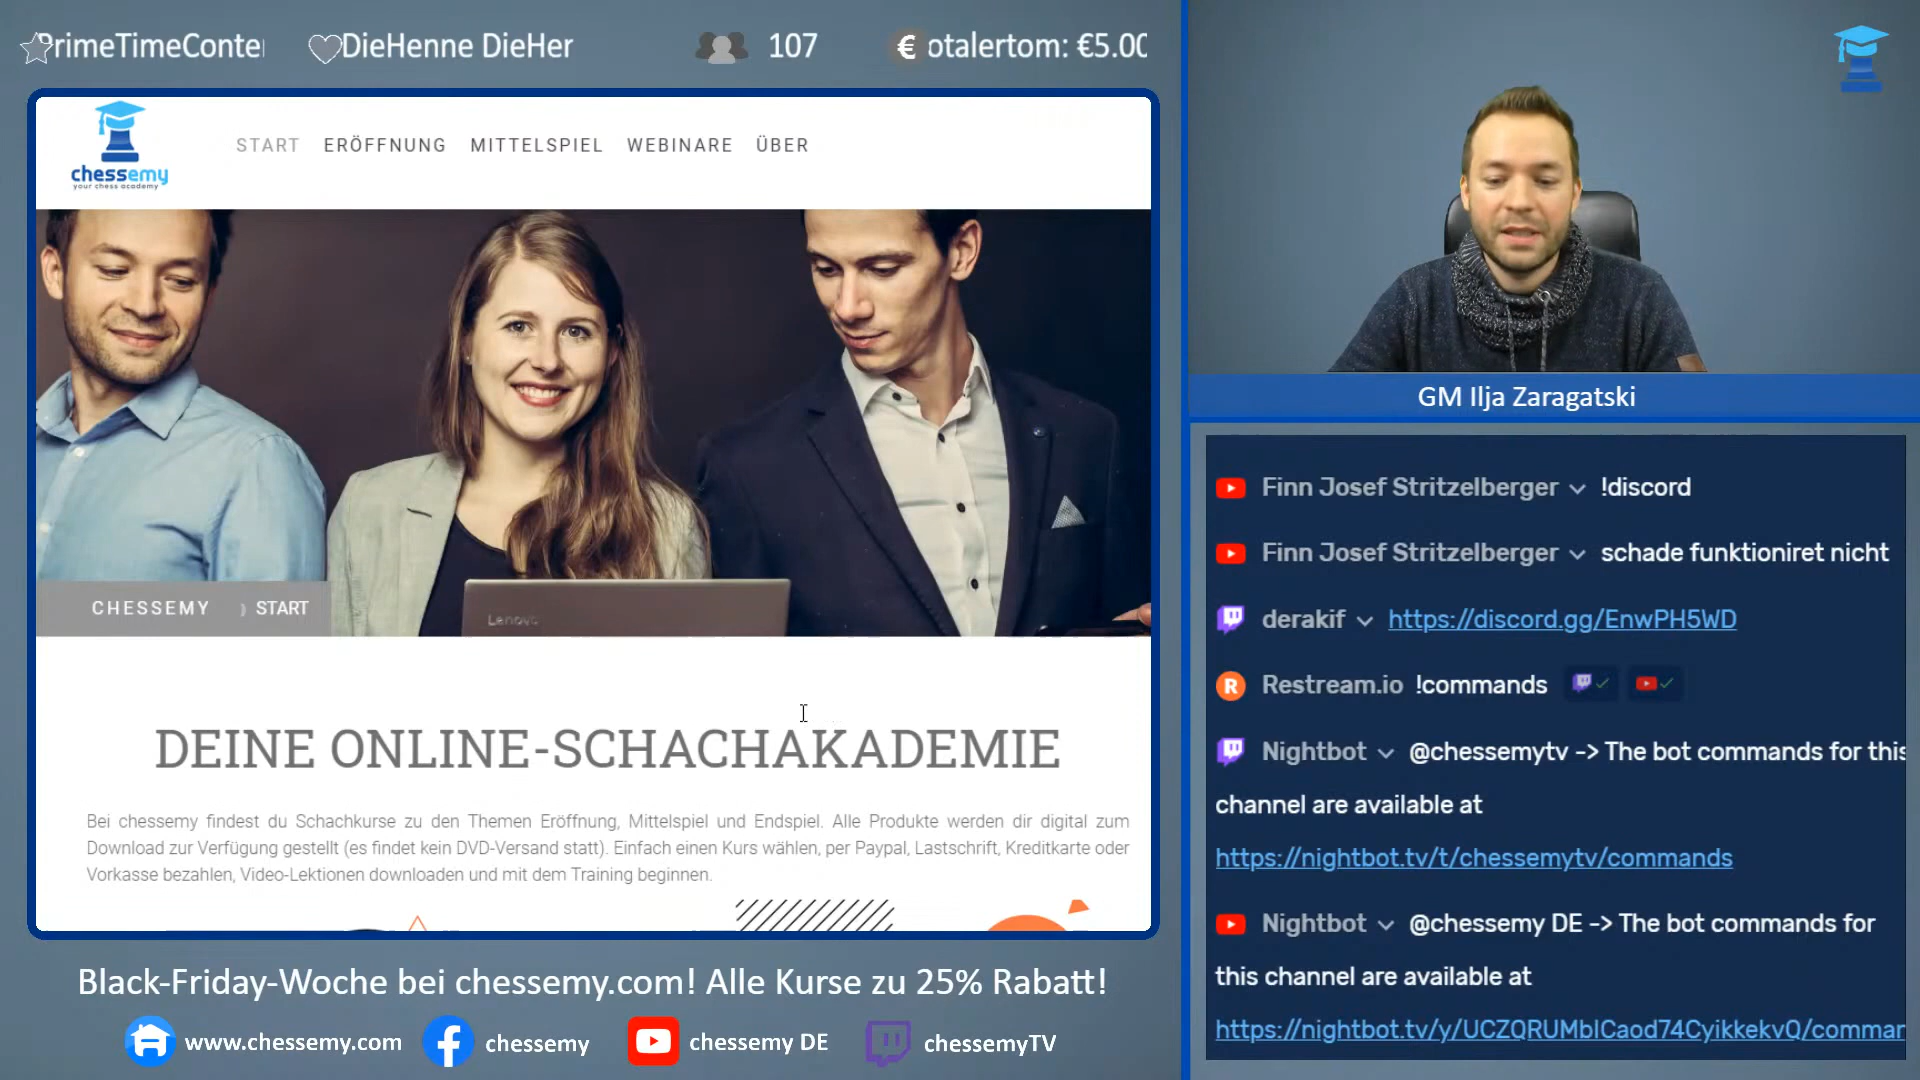 PrimeTimeConte
DieHenne DieHer
107
€ otalertom: €5.00
chessemy
your chess academy
START ERÖFFNUNG MITTELSPIEL WEBINARE ÜBER
Lenovo
CHESSEMY START
DEINE ONLINE-SCHACHAKADEMIE
Bei chessemy findest du Schachkurse zu den Themen Eröffnung, Mittelspiel und Endspiel. Alle Produkte werden dir digital zum
Download zur Verfügung gestellt (es findet kein DVD-Versand statt). Einfach einen Kurs wählen, per Paypal, Lastschrift, Kreditkarte oder
Vorkasse bezahlen, Video-Lektionen downloaden und mit dem Training beginnen.
Black-Friday-Woche bei chessemy.com! Alle Kurse zu 25% Rabatt!
www.chessemy.com chessemy chessemy DE chessemyTV
GM Ilja Zaragatski
Finn Josef Stritzelberger !discord
Finn Josef Stritzelberger schade funktioniret nicht
derakif https://discord.gg/EnwPH5WD
R Restream.io !commands
Nightbot @chessemytv -> The bot commands for this
channel are available at
https://nightbot.tv/t/chessemytv/commands
Nightbot @chessemy DE -> The bot commands for
this channel are available at
https://nightbot.tv/y/UCZQRUMbICaod74CyikkekvQ/commar